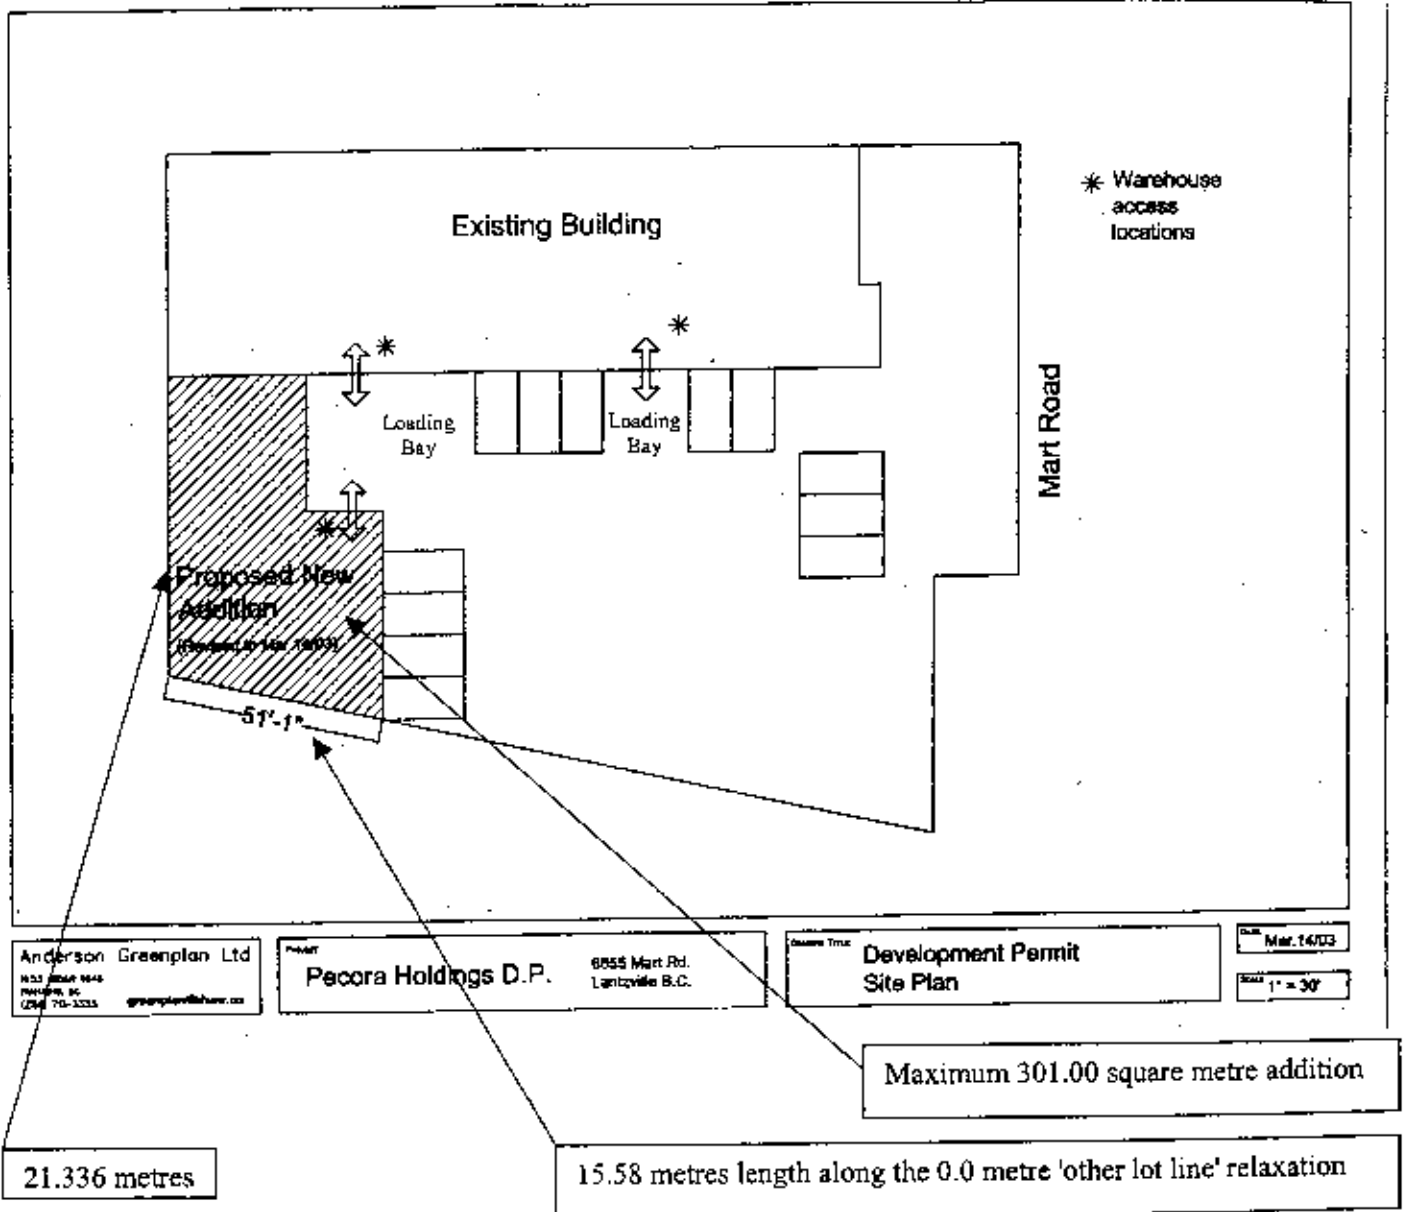 Existing Building
* Warehouse
access
locations
Loading
Bay
Loading
Bay
Mart Road
Proposed New
Addition
51'-1"
Anderson Greenplan Ltd
Pecora Holdings D.P.
6655 Mart Rd.
Lantzville B.C.
Development Permit
Site Plan
Mar.14/03
1" = 30'
Maximum 301.00 square metre addition
21.336 metres
15.58 metres length along the 0.0 metre 'other lot line' relaxation